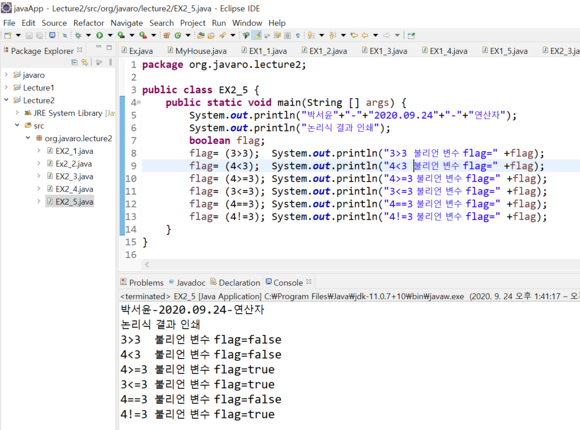 javaApp - Lecture2/src/org/javaro/lecture2/EX2_5.java - Eclipse IDE
File Edit Source Refactor Navigate Search Project Run Window Help
Package Explorer
Ex.java MyHouse.java EX1_1.java EX1_2.java EX1_3.java EX1_4.java EX1_5.java EX2_3.ja
javaro
Lecture1
Lecture2
JRE System Library [Jav
src
org.javaro.lecture2
EX2_1.java
Ex2_2.java
EX2_3.java
EX2_4.java
EX2_5.java
1 package org.javaro.lecture2;
2
3 public class EX2_5 {
4 public static void main(String [] args) {
5 System.out.println("박서윤"+"-"+"2020.09.24"+"-"+"연산자");
6 System.out.println("논리식 결과 인쇄");
7 boolean flag;
8 flag= (3>3); System.out.println("3>3 불리언 변수 flag=" +flag);
9 flag= (4<3); System.out.println("4<3 불리언 변수 flag=" +flag);
10 flag= (4>=3); System.out.println("4>=3 불리언 변수 flag=" +flag);
11 flag= (3<=3); System.out.println("3<=3 불리언 변수 flag=" +flag);
12 flag= (4==3); System.out.println("4==3 불리언 변수 flag=" +flag);
13 flag= (4!=3); System.out.println("4!=3 불리언 변수 flag=" +flag);
14 }
15 }
16
Problems Javadoc Declaration Console
<terminated> EX2_5 [Java Application] C:\Program Files\Java\jdk-11.0.7+10\bin\javaw.exe (2020. 9. 24 오후 1:41:17 – 오
박서윤-2020.09.24-연산자
논리식 결과 인쇄
3>3 불리언 변수 flag=false
4<3 불리언 변수 flag=false
4>=3 불리언 변수 flag=true
3<=3 불리언 변수 flag=true
4==3 불리언 변수 flag=false
4!=3 불리언 변수 flag=true